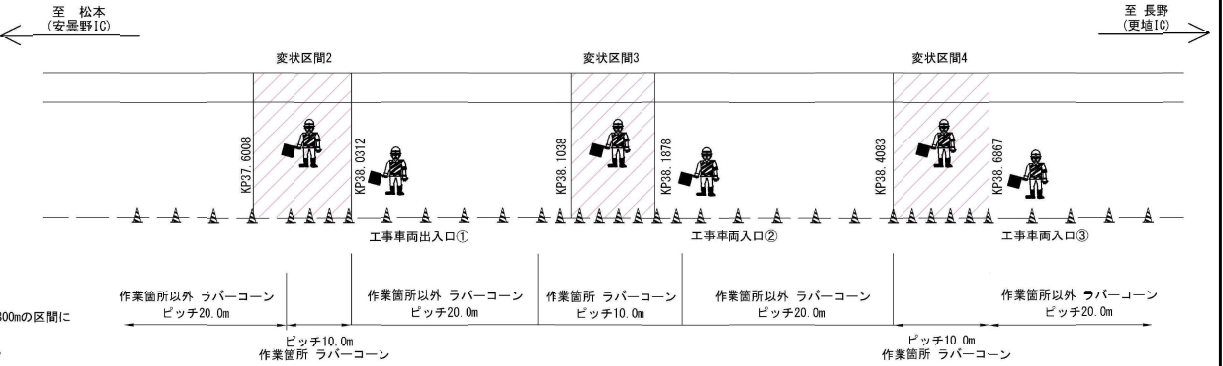 至 松本
(安曇野IC)
至 長野
(更埴IC)
変状区間2
変状区間3
変状区間4
KP37.6008
KP38.0312
KP38.1038
KP38.1878
KP38.4083
KP38.6867
工事車両出入口①
工事車両入口②
工事車両入口③
作業箇所以外 ラバーコーン
ピッチ20.0m
作業箇所以外 ラバーコーン
ピッチ20.0m
作業箇所 ラバーコーン
ピッチ10.0m
作業箇所以外 ラバーコーン
ピッチ20.0m
作業箇所以外 ラバーコーン
ピッチ20.0m
00mの区間に
ピッチ10.0m
作業箇所 ラバーコーン
ピッチ10.0m
作業箇所 ラバーコーン